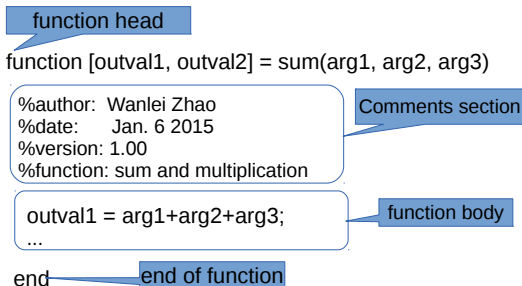 function head
function [outval1, outval2] = sum(arg1, arg2, arg3)
%author:  Wanlei Zhao
%date:      Jan. 6 2015
%version: 1.00
%function: sum and multiplication
Comments section
outval1 = arg1+arg2+arg3;
...
function body
end
end of function